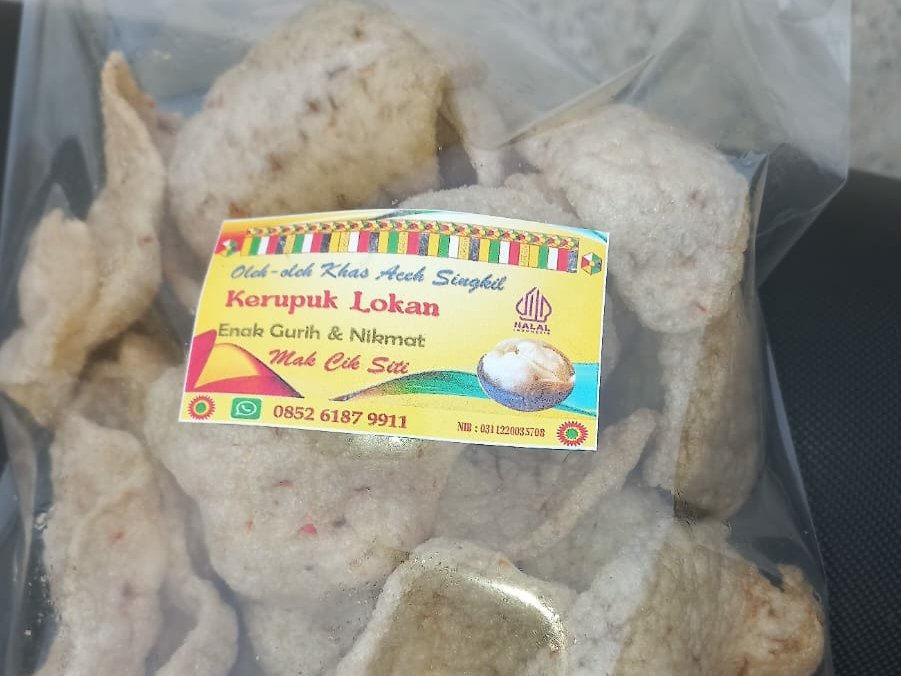 Oleh-oleh Khas Aceh Singkil
Kerupuk Lokan
HALAL
INDONESIA
Enak Gurih & Nikmat
Mak Cik Siti
0852 6187 9911
NIB : 0311220035708